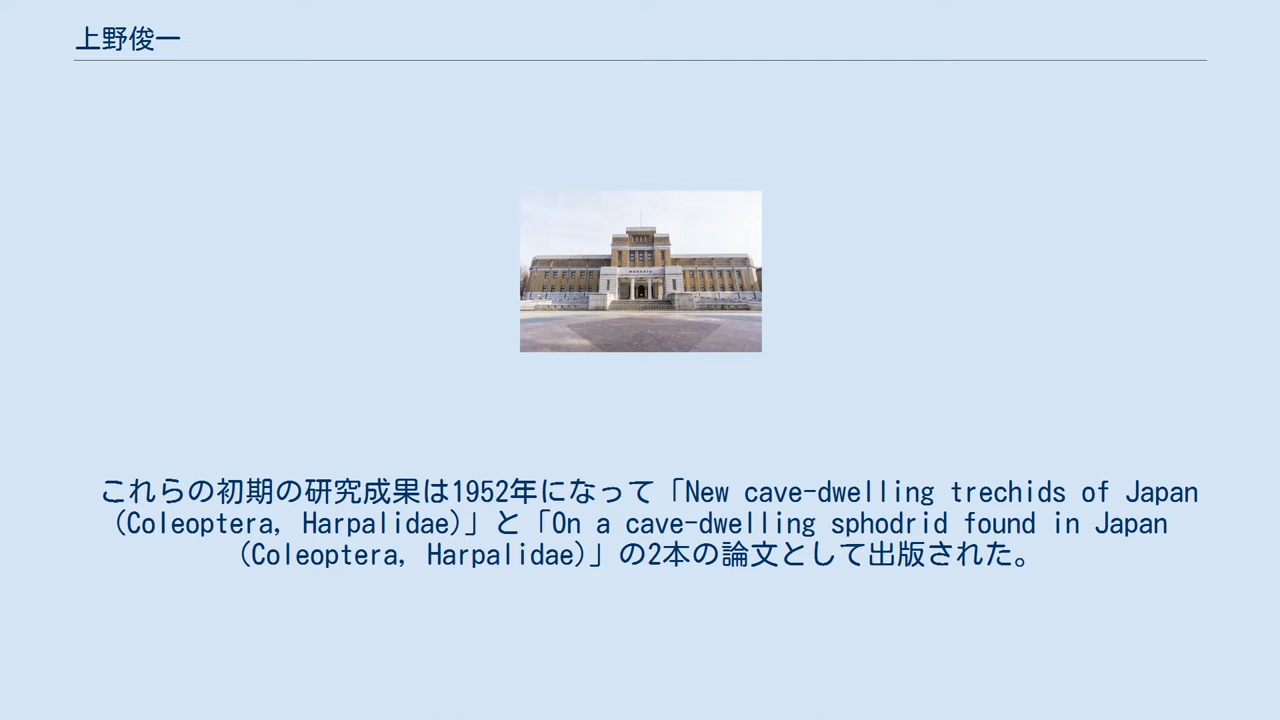 上野俊一
これらの初期の研究成果は1952年になって「New cave-dwelling trechids of Japan
(Coleoptera, Harpalidae)」と「On a cave-dwelling sphodrid found in Japan
(Coleoptera, Harpalidae)」の2本の論文として出版された。